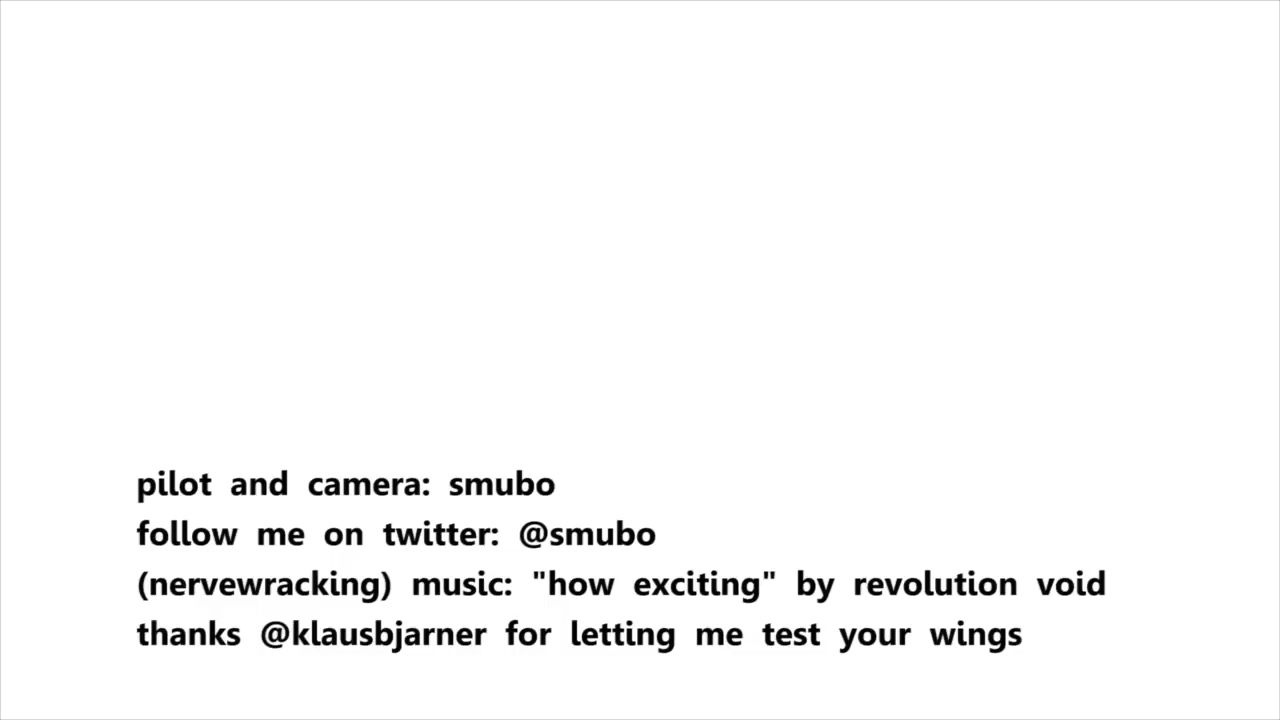 pilot and camera: smubo
follow me on twitter: @smubo
(nervewracking) music: "how exciting" by revolution void
thanks @klausbjarner for letting me test your wings